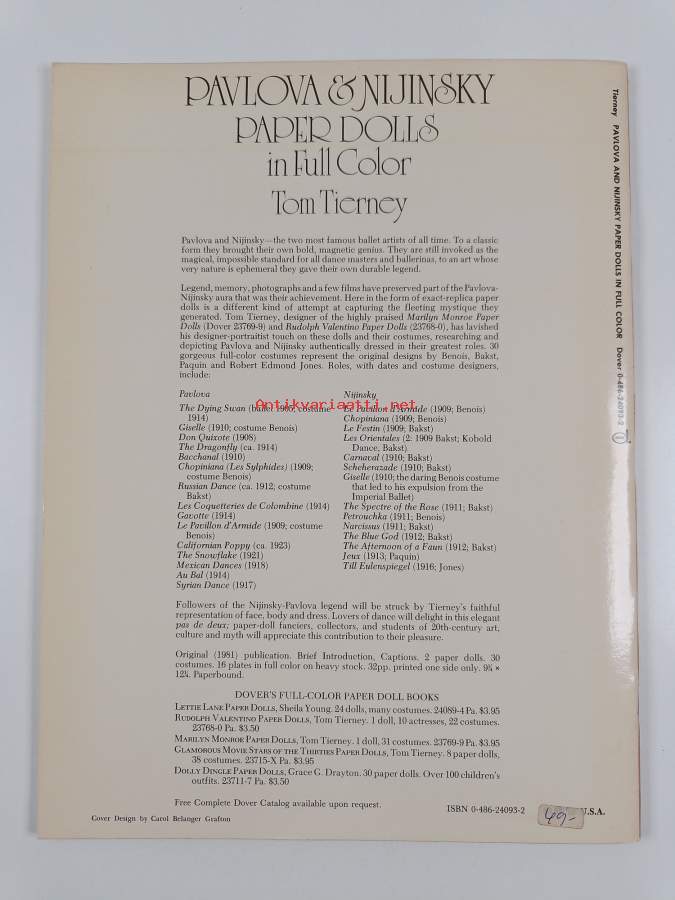 PAVLOVA & NIJINSKY
PAPER DOLLS
in Full Color
Tom Tierney
Pavlova and Nijinsky—the two most famous ballet artists of all time. To a classic
form they brought their own bold, magnetic genius. They are still invoked as the
magical, impossible standard for all dance masters and ballerinas, to an art whose
very nature is ephemeral they gave their own durable legend.
Legend, memory, photographs and a few films have preserved part of the Pavlova-
Nijinsky aura that was their achievement. Here in the form of exact-replica paper
dolls is a different kind of attempt at capturing the fleeting mystique they
generated. Tom Tierney, designer of the highly praised Marilyn Monroe Paper
Dolls (Dover 23769-9) and Rudolph Valentino Paper Dolls (23768-0), has lavished
his designer-portraitist touch on these dolls and their costumes, researching and
depicting Pavlova and Nijinsky authentically dressed in their greatest roles. 30
gorgeous full-color costumes represent the original designs by Benois, Bakst,
Paquin and Robert Edmond Jones. Roles, with dates and costume designers,
include:
Pavlova
The Dying Swan (ballet 1905; costume
1914)
Giselle (1910; costume Benois)
Don Quixote (1908)
The Dragonfly (ca. 1914)
Bacchanal (1910)
Chopiniana (Les Sylphides) (1909;
costume Benois)
Russian Dance (ca. 1912; costume
Bakst)
Les Coquetteries de Colombine (1914)
Gavotte (1914)
Le Pavillon d'Armide (1909; costume
Benois)
Californian Poppy (ca. 1923)
The Snowflake (1921)
Mexican Dances (1918)
Au Bal (1914)
Syrian Dance (1917)
Nijinsky
Le Pavillon d'Armide (1909; Benois)
Chopiniana (1909; Benois)
Le Festin (1909; Bakst)
Les Orientales (2: 1909 Bakst; Kobold
Dance, Bakst)
Carnaval (1910; Bakst)
Scheherazade (1910; Bakst)
Giselle (1910; the daring Benois costume
that led to his expulsion from the
Imperial Ballet)
The Spectre of the Rose (1911; Bakst)
Petrouchka (1911; Benois)
Narcissus (1911; Bakst)
The Blue God (1912; Bakst)
The Afternoon of a Faun (1912; Bakst)
Jeux (1913; Paquin)
Till Eulenspiegel (1916; Jones)
Antikvariaatti.net
Followers of the Nijinsky-Pavlova legend will be struck by Tierney's faithful
representation of face, body and dress. Lovers of dance will delight in this elegant
pas de deux; paper-doll fanciers, collectors, and students of 20th-century art,
culture and myth will appreciate this contribution to their pleasure.
Original (1981) publication. Brief Introduction, Captions. 2 paper dolls. 30
costumes. 16 plates in full color on heavy stock. 32pp. printed one side only. 9¼ ×
12¼. Paperbound.
DOVER'S FULL-COLOR PAPER DOLL BOOKS
LETTIE LANE PAPER DOLLS, Sheila Young. 24 dolls, many costumes. 24089-4 Pa. $3.95
RUDOLPH VALENTINO PAPER DOLLS, Tom Tierney. 1 doll, 10 actresses, 22 costumes.
23768-0 Pa. $3.50
MARILYN MONROE PAPER DOLLS, Tom Tierney. 1 doll, 31 costumes. 23769-9 Pa. $3.95
GLAMOROUS MOVIE STARS OF THE THIRTIES PAPER DOLLS, Tom Tierney. 8 paper dolls,
38 costumes. 23715-X Pa. $3.95
DOLLY DINGLE PAPER DOLLS, Grace G. Drayton. 30 paper dolls. Over 100 children's
outfits. 23711-7 Pa. $3.50
Free Complete Dover Catalog available upon request.
ISBN 0-486-24093-2
49-
U.S.A.
Cover Design by Carol Belanger Grafton
Tierney PAVLOVA AND NIJINSKY PAPER DOLLS IN FULL COLOR Dover 0-486-24093-2